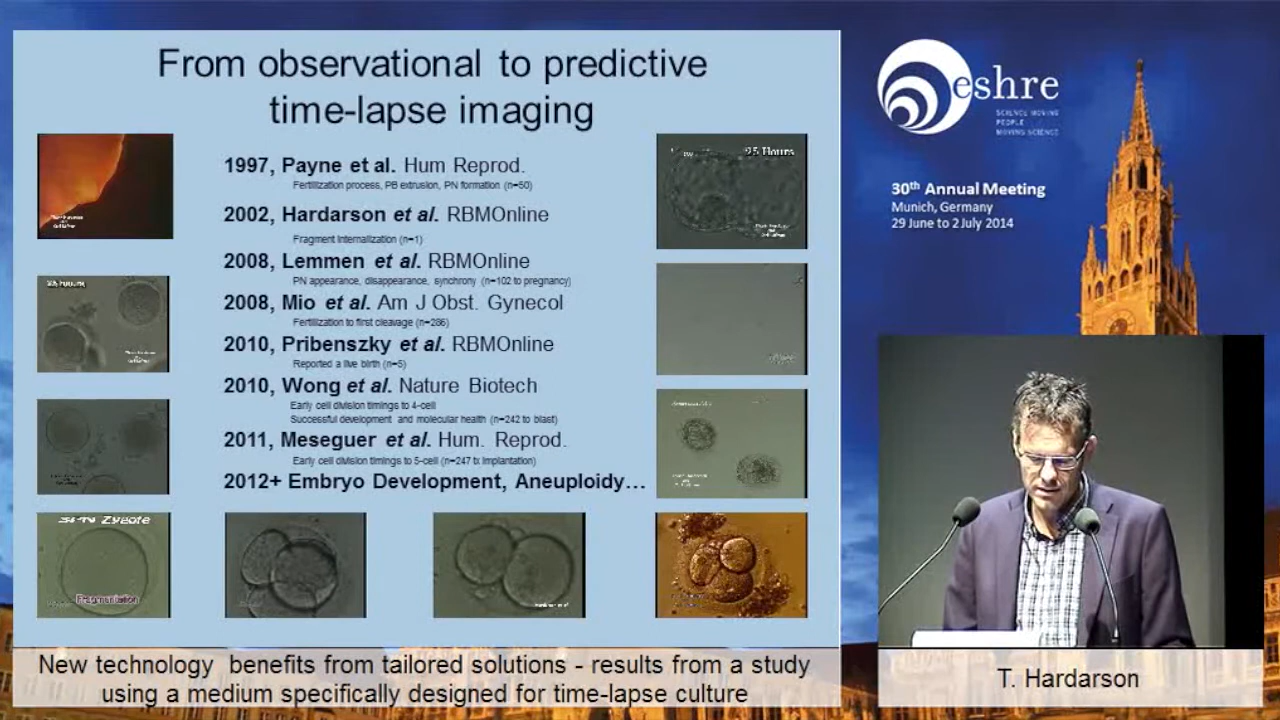 From observational to predictive
time-lapse imaging
1997, Payne et al. Hum Reprod.
Fertilization process, PB extrusion, PN formation (n=50)
2002, Hardarson et al. RBMOnline
Fragment Internalization (n=1)
2008, Lemmen et al. RBMOnline
PN appearance, disappearance, synchrony (n=102 to pregnancy)
2008, Mio et al. Am J Obst. Gynecol
Fertilization to first cleavage (n=286)
2010, Pribenszky et al. RBMOnline
Reported a live birth (n=5)
2010, Wong et al. Nature Biotech
Early cell division timings to 4-cell
Successful development and molecular health (n=242 to blast)
2011, Meseguer et al. Hum. Reprod.
Early cell division timings to 5-cell (n=247 tx Implantation)
2012+ Embryo Development, Aneuploidy…
Hours
Zygote
Fragmentation
New technology benefits from tailored solutions - results from a study
using a medium specifically designed for time-lapse culture
eshre
SCIENCE MOVING
PEOPLE
MOVING SCIENCE
30th Annual Meeting
Munich, Germany
29 June to 2 July 2014
T. Hardarson